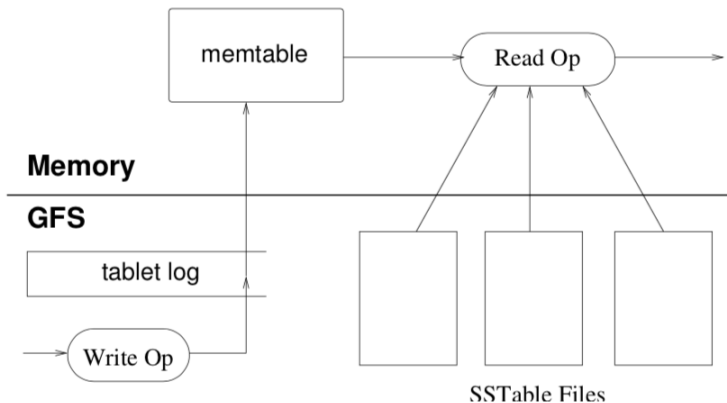 memtable
Read Op
Memory
GFS
tablet log
Write Op
SSTable Files